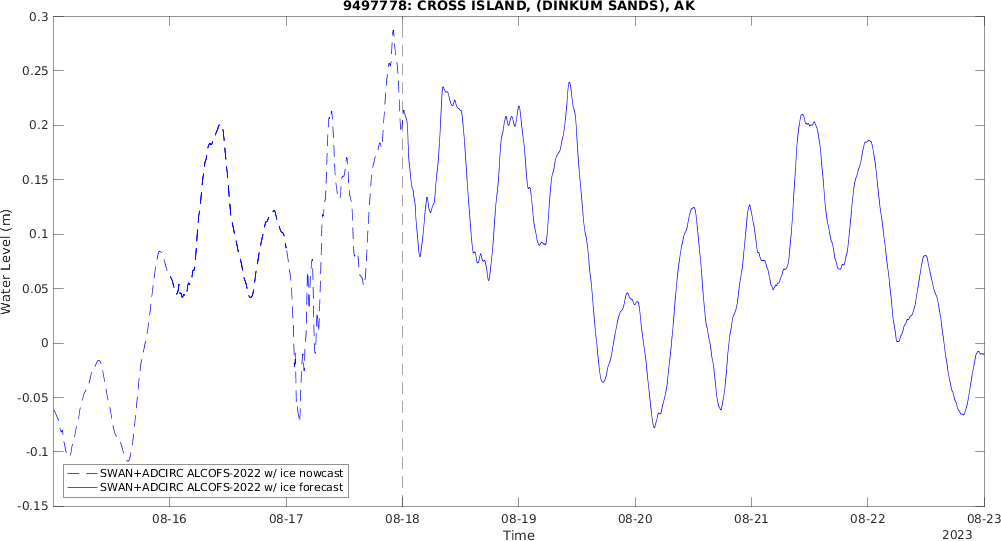 9497778: CROSS ISLAND, (DINKUM SANDS), AK
0.3
0.25
0.2
0.15
0.1
0.05
0
-0.05
-0.1
-0.15
Water Level (m)
SWAN+ADCIRC ALCOFS-2022 w/ ice nowcast
SWAN+ADCIRC ALCOFS-2022 w/ ice forecast
08-16 08-17 08-18 08-19 08-20 08-21 08-22 08-23
Time
2023